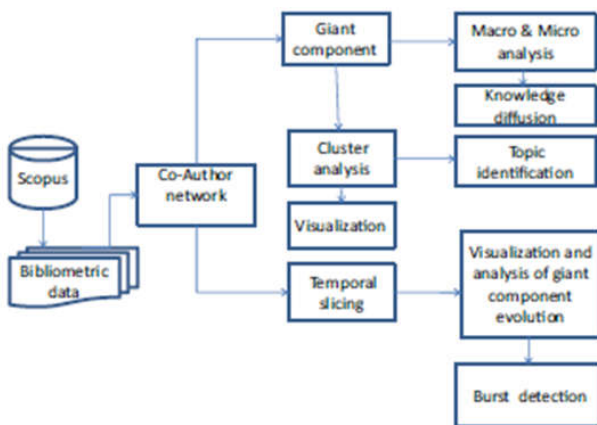 Scopus
Bibliometric
data
Co-Author
network
Giant
component
Macro & Micro
analysis
Knowledge
diffusion
Cluster
analysis
Topic
identification
Visualization
Temporal
slicing
Visualization and
analysis of giant
component
evolution
Burst detection